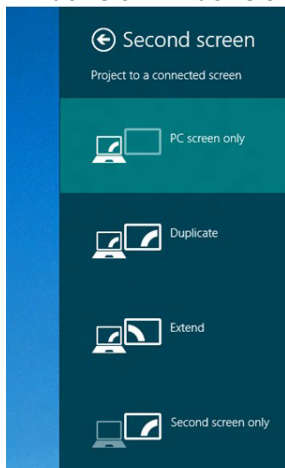 Second screen
Project to a connected screen
PC screen only
Duplicate
Extend
Second screen only